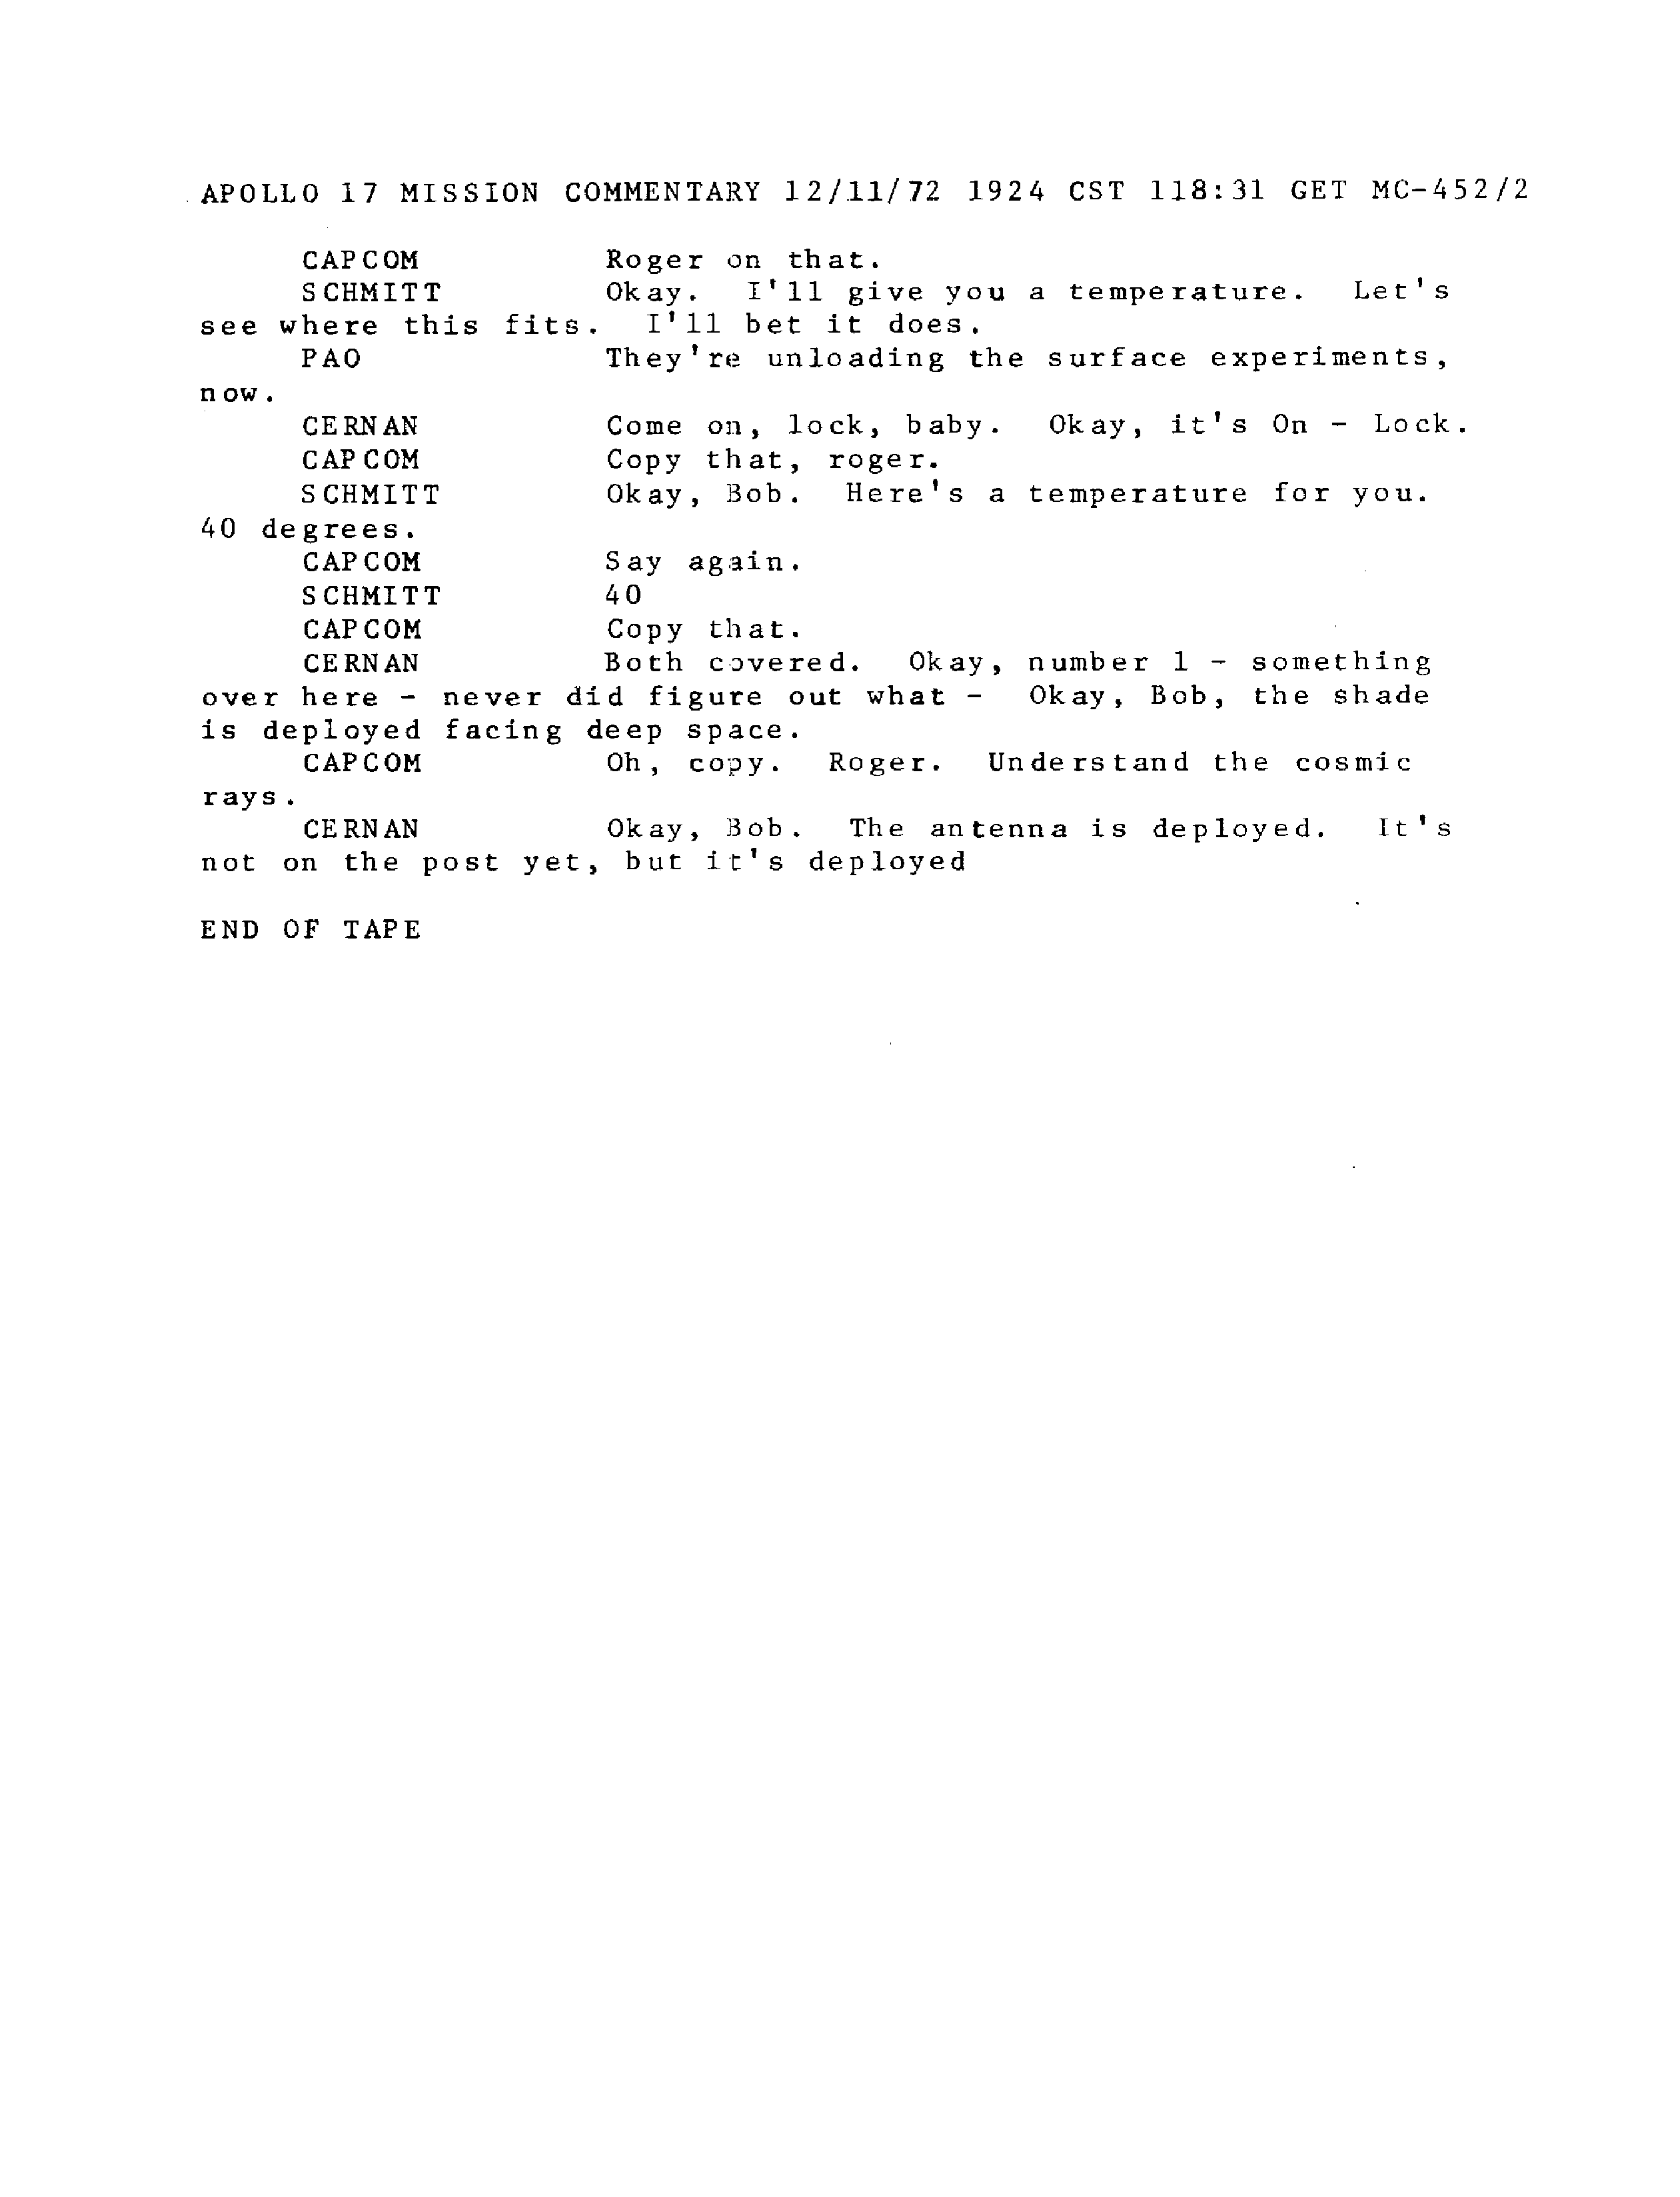 APOLLO 17 MISSION COMMENTARY 12/11/72 1924 CST 118:31 GET MC-452/2
CAPCOM Roger on that.
SCHMITT Okay. I'll give you a temperature. Let's
see where this fits. I'll bet it does.
PAO They're unloading the surface experiments,
now.
CERNAN Come on, lock, baby. Okay, it's On - Lock.
CAPCOM Copy that, roger.
SCHMITT Okay, Bob. Here's a temperature for you.
40 degrees.
CAPCOM Say again.
SCHMITT 40
CAPCOM Copy that.
CERNAN Both covered. Okay, number 1 - something
over here - never did figure out what - Okay, Bob, the shade
is deployed facing deep space.
CAPCOM Oh, copy. Roger. Understand the cosmic
rays.
CERNAN Okay, Bob. The antenna is deployed. It's
not on the post yet, but it's deployed
END OF TAPE